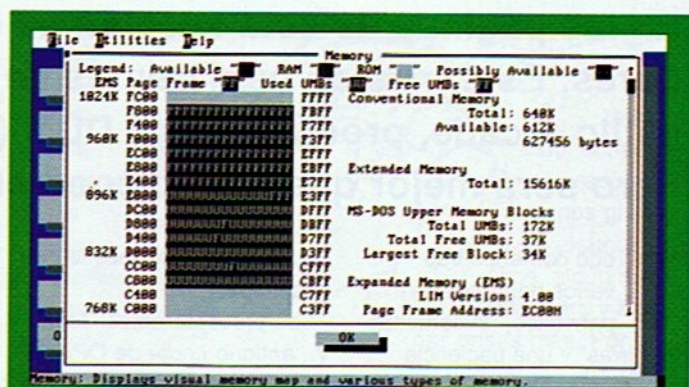 File Utilities Help
Memory
Legend: Available " " RAM " " ROM " " Possibly Available " "
EMS Page Frame "PP" Used UMBs "UU" Free UMBs "FF"
1024K FC00 FFFF Conventional Memory
F800 FBFF Total: 640K
F400 F7FF Available: 612K
960K F000 F3FF 627456 bytes
EC00 EFFF
E800 EBFF Extended Memory
E400 E7FF Total: 15616K
896K E000 E3FF
DC00 DFFF MS-DOS Upper Memory Blocks
D800 DBFF Total UMBs: 172K
D400 D7FF Total Free UMBs: 37K
832K D000 D3FF Largest Free Block: 34K
CC00 CFFF
C800 CBFF Expanded Memory (EMS)
C400 C7FF LIM Version: 4.00
768K C000 C3FF Page Frame Address: EC00H
OK
Memory: Displays visual memory map and various types of memory.